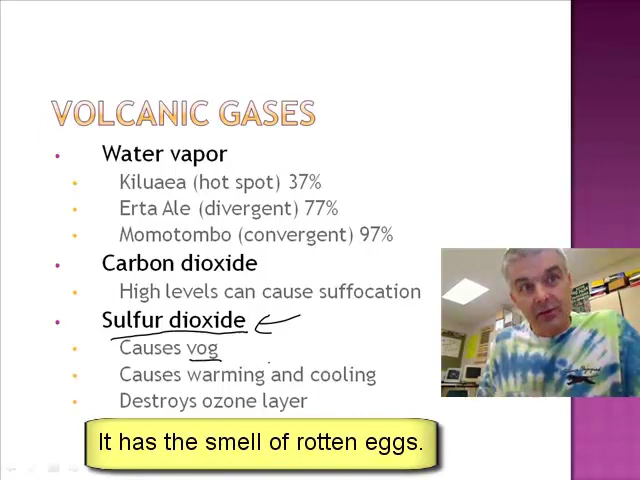 VOLCANIC GASES
Water vapor
Kiluaea (hot spot) 37%
Erta Ale (divergent) 77%
Momotombo (convergent) 97%
Carbon dioxide
High levels can cause suffocation
Sulfur dioxide
Causes vog
Causes warming and cooling
Destroys ozone layer
It has the smell of rotten eggs.